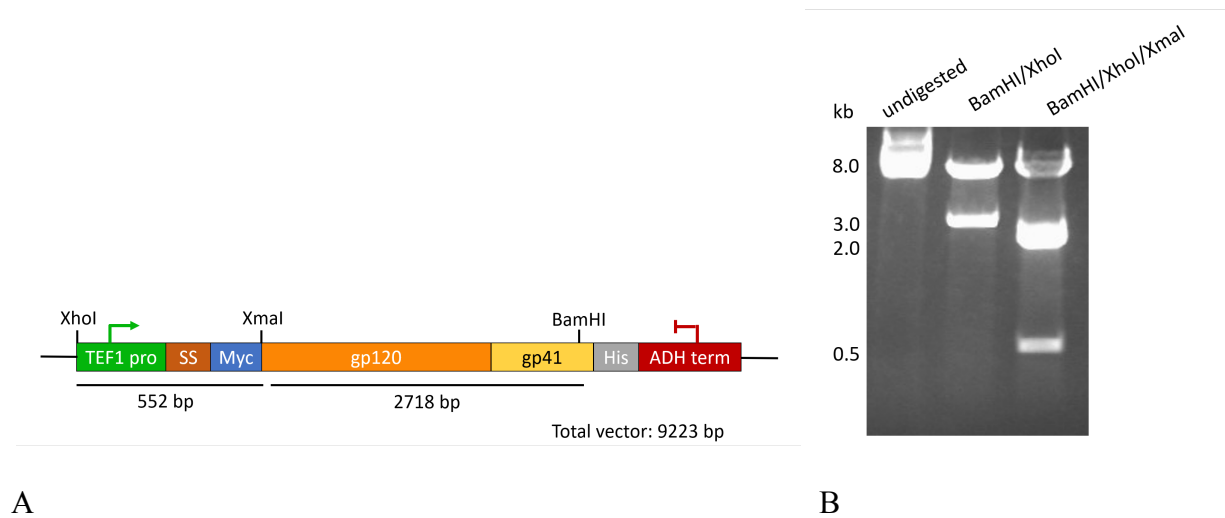 undigested
BamHI/XhoI
BamHI/XhoI/XmaI
kb
8.0
3.0
2.0
0.5
XhoI
XmaI
BamHI
TEF1 pro
SS
Myc
gp120
gp41
His
ADH term
552 bp
2718 bp
Total vector: 9223 bp
A
B